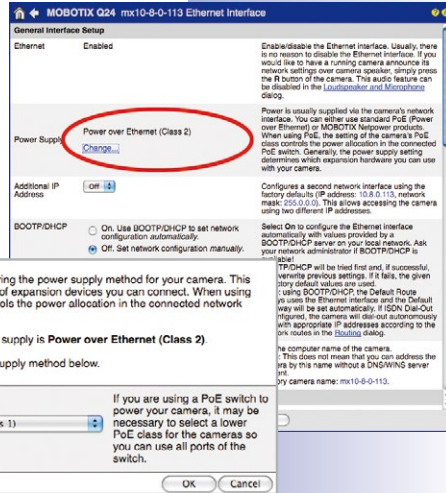 MOBOTIX Q24 mx10-8-0-113 Ethernet Interface
General Interface Setup
Ethernet
Enabled
Enable/disable the Ethernet interface. Usually, there
is no reason to disable the Ethernet interface. If you
would like to have a running camera announce its
network settings over camera speaker, simply press
the R button of the camera. This audio feature can
be disabled in the Loudspeaker and Microphone
dialog.
Power Supply
Power over Ethernet (Class 2)
Change...
Power is usually supplied via the camera's network
interface. You can either use standard PoE (Power
over Ethernet) or MOBOTIX Netpower products.
When using PoE, the setting of the camera's PoE
class controls the power allocation in the connected
PoE switch. Generally, the power supply setting
determines which expansion hardware you can use
with your camera.
Additional IP
Address
Off
Configures a second network interface using the
factory defaults (IP address: 10.8.0.113, network
mask: 255.0.0.0). This allows accessing the camera
using two different IP addresses.
BOOTP/DHCP
On. Use BOOTP/DHCP to set network
configuration automatically.
Off. Set network configuration manually.
Select On to configure the Ethernet interface
automatically with values provided by a
BOOTP/DHCP server on your local network. Ask
your network administrator if BOOTP/DHCP is
available!
TP/DHCP will be tried first and, if successful,
verwrite previous settings. If it fails, the given
tory default values are used.
using BOOTP/DHCP, the Default Route
ys uses the Ethernet interface and the Default
way will be set automatically. If ISDN Dial-Out
nfigured, the camera will dial-out autonomously
with appropriate IP addresses according to the
ork routes in the Routing dialog.
he computer name of the camera.
: This does not mean that you can address the
era by this name without a DNS/WINS server
ent.
ory camera name: mx10-8-0-113.
ring the power supply method for your camera. This
of expansion devices you can connect. When using
ols the power allocation in the connected network
supply is Power over Ethernet (Class 2).
upply method below.
s 1)
If you are using a PoE switch to
power your camera, it may be
necessary to select a lower
PoE class for the cameras so
you can use all ports of the
switch.
OK
Cancel